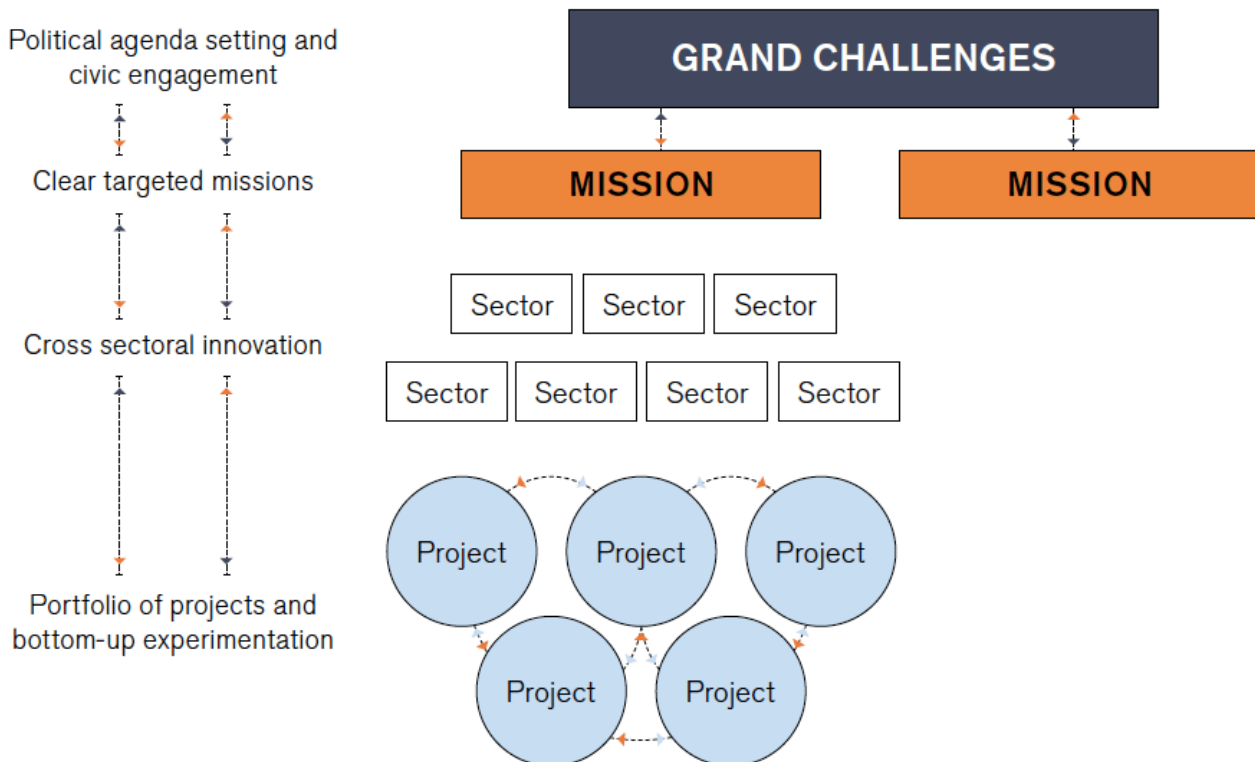 Political agenda setting and
civic engagement
GRAND CHALLENGES
Clear targeted missions
MISSION
MISSION
Sector
Sector
Sector
Cross sectoral innovation
Sector
Sector
Sector
Sector
Project
Project
Project
Portfolio of projects and
bottom-up experimentation
Project
Project